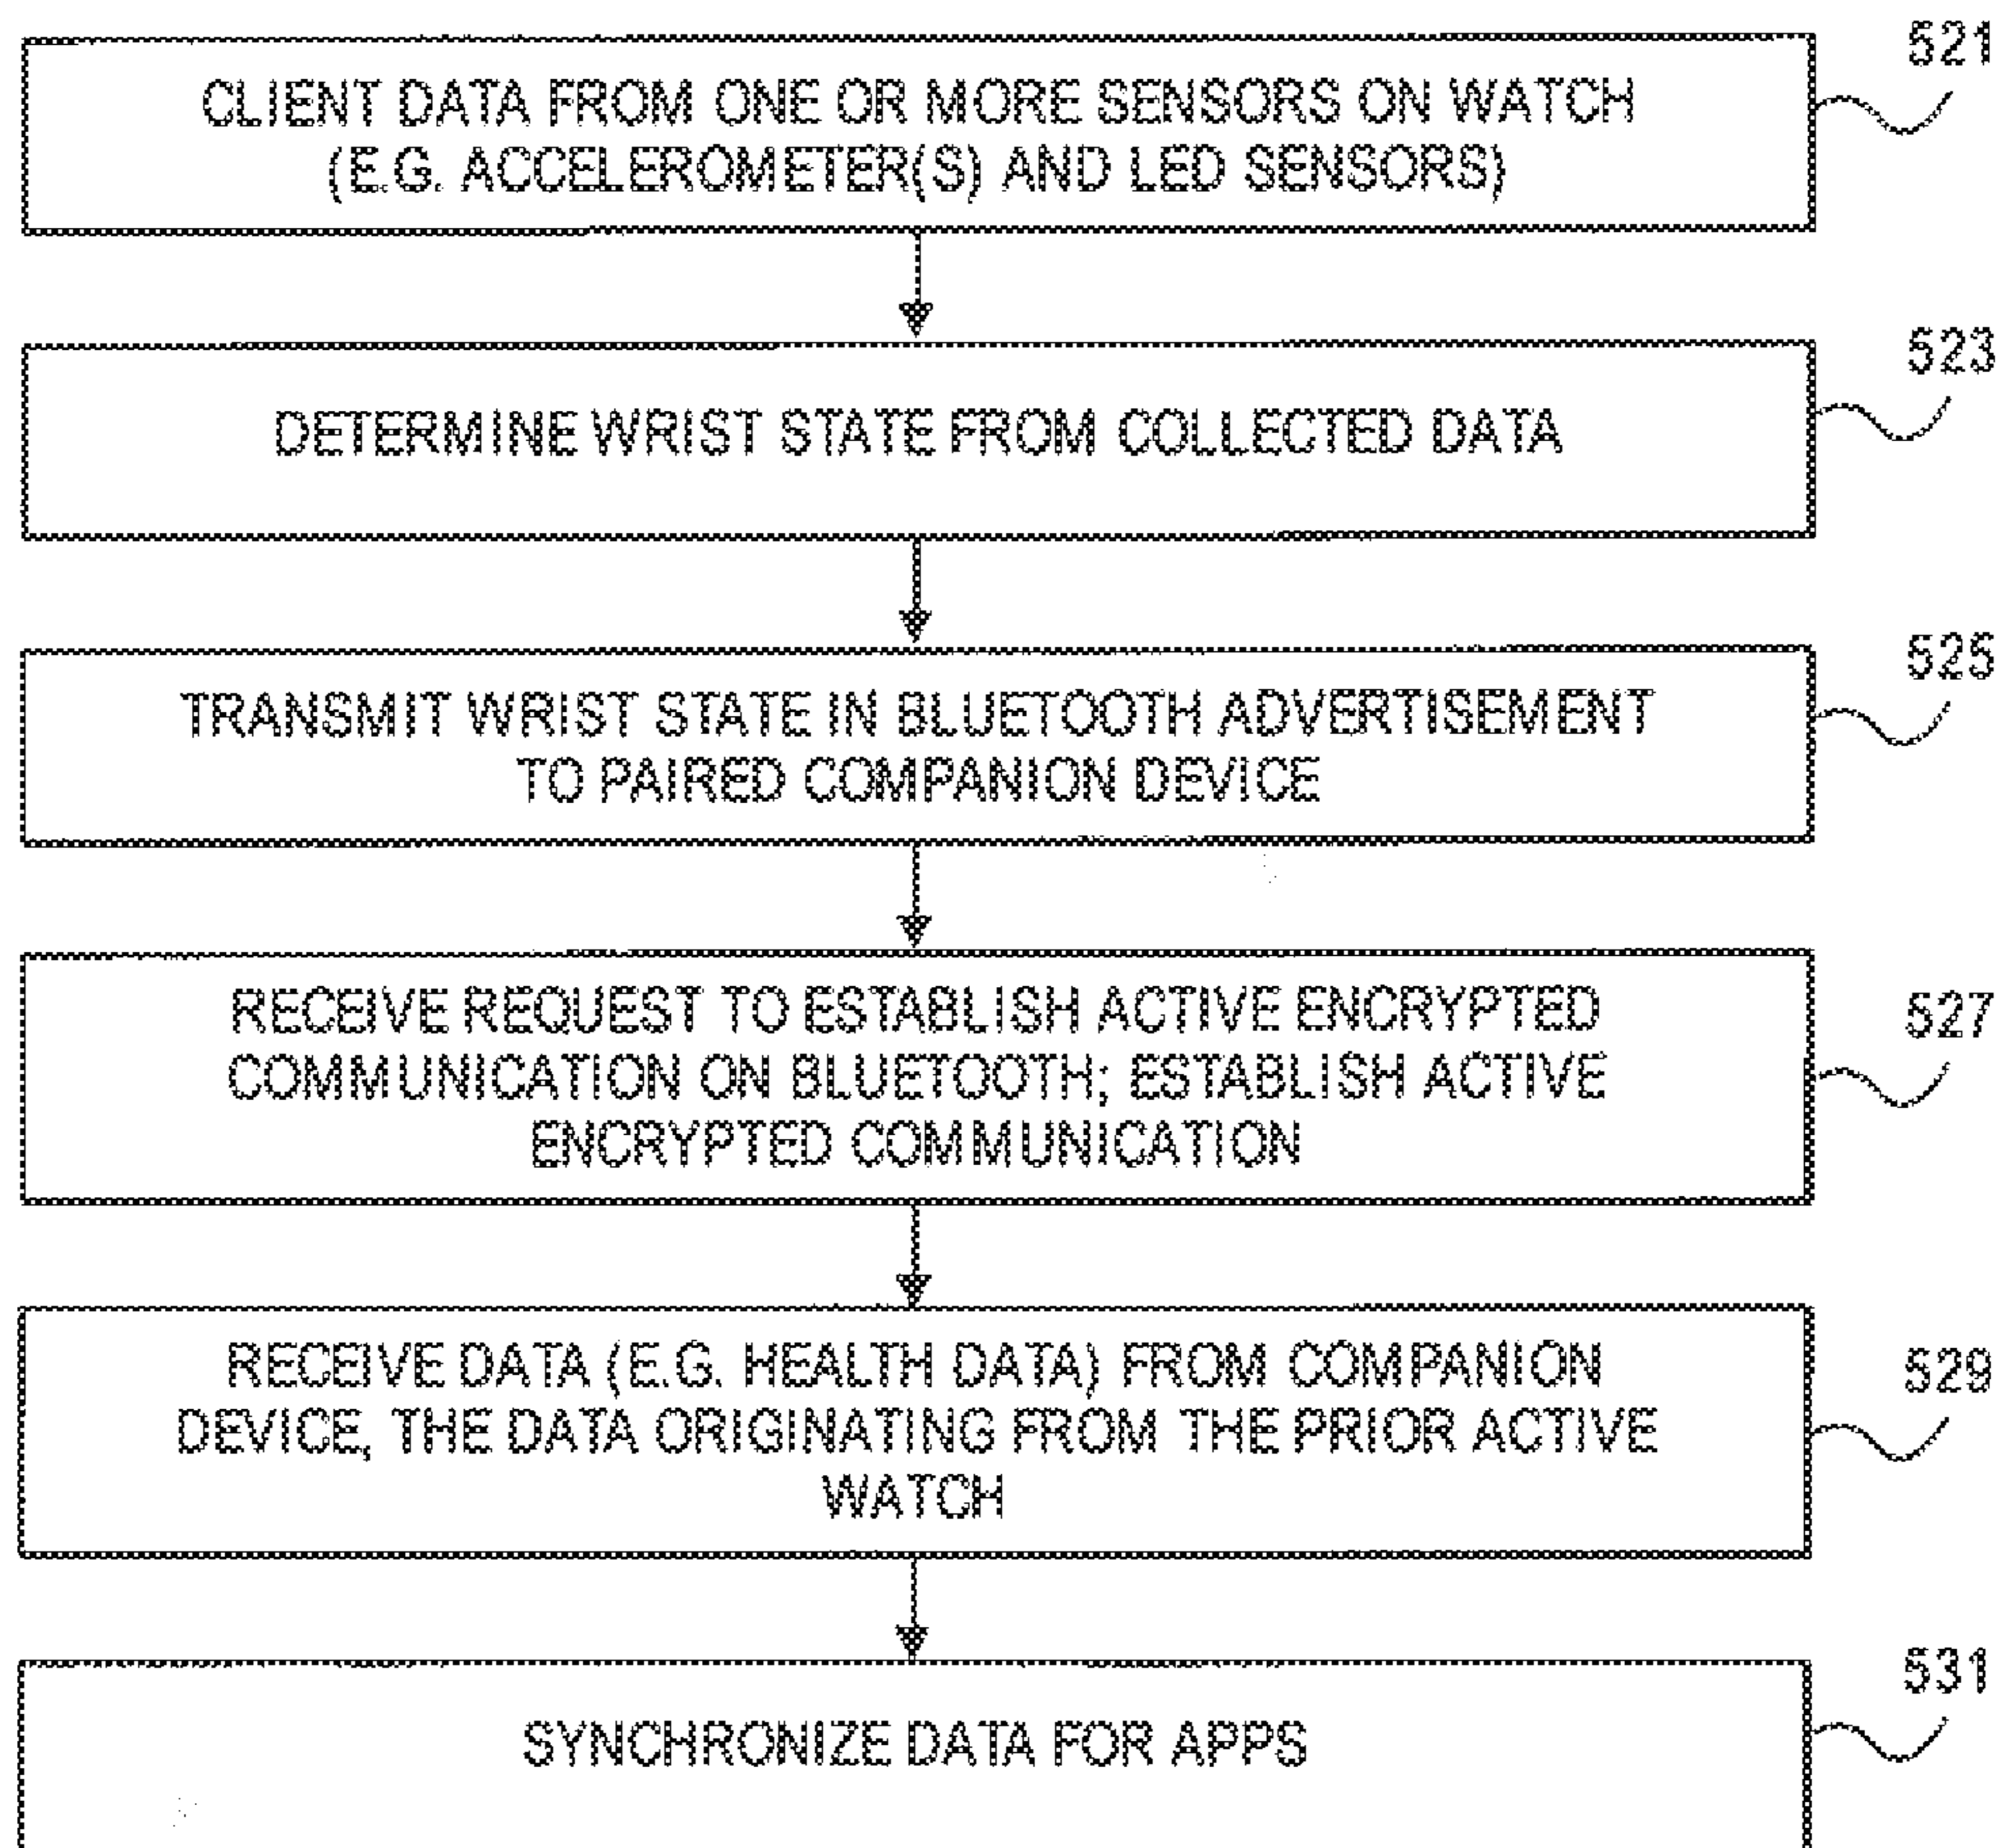 521
CLIENT DATA FROM ONE OR MORE SENSORS ON WATCH
(E.G. ACCELEROMETER(S) AND LED SENSORS)
523
DETERMINE WRIST STATE FROM COLLECTED DATA
525
TRANSMIT WRIST STATE IN BLUETOOTH ADVERTISEMENT
TO PAIRED COMPANION DEVICE
527
RECEIVE REQUEST TO ESTABLISH ACTIVE ENCRYPTED
COMMUNICATION ON BLUETOOTH; ESTABLISH ACTIVE
ENCRYPTED COMMUNICATION
529
RECEIVE DATA (E.G. HEALTH DATA) FROM COMPANION
DEVICE, THE DATA ORIGINATING FROM THE PRIOR ACTIVE
WATCH
531
SYNCHRONIZE DATA FOR APPS